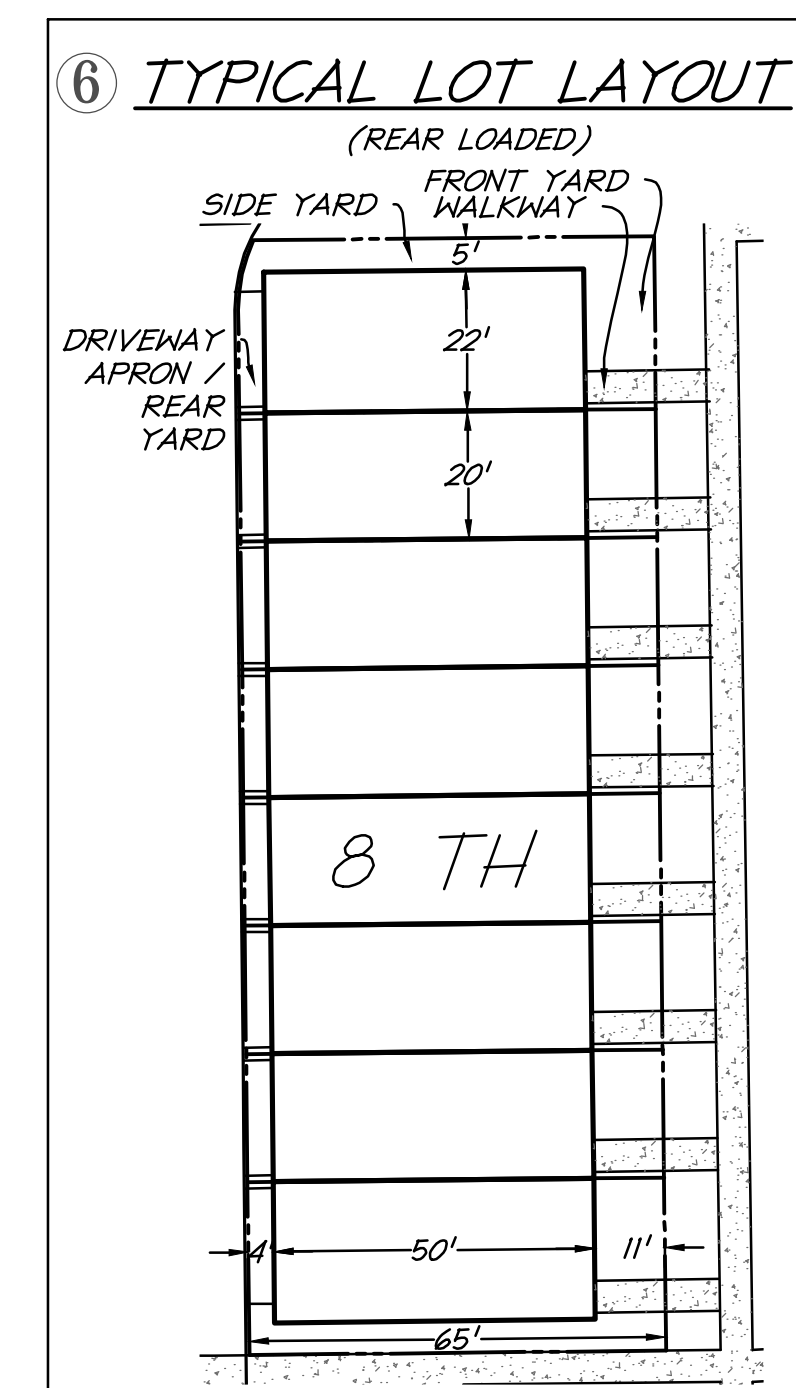 6 TYPICAL LOT LAYOUT
(REAR LOADED)
FRONT YARD
SIDE YARD WALKWAY
5'
22'
DRIVEWAY
APRON /
REAR
YARD
20'
8 TH
4' 50' 11'
65'